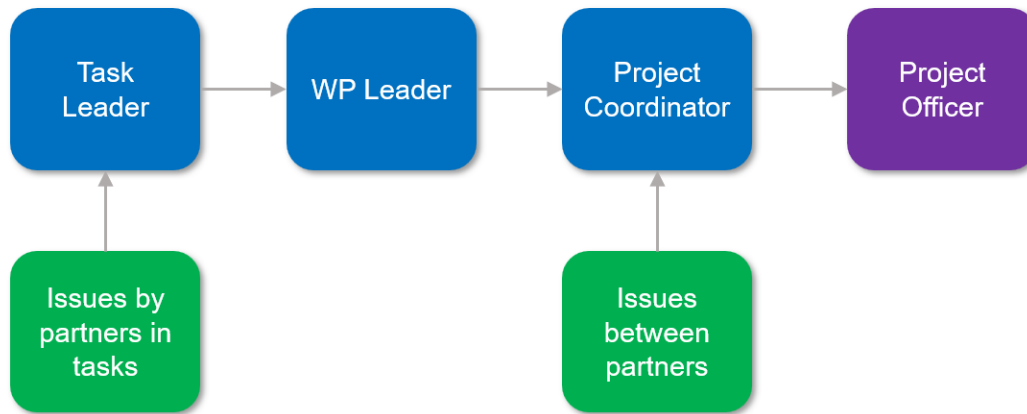 Task
Leader
WP Leader
Project
Coordinator
Project
Officer
Issues by
partners in
tasks
Issues
between
partners